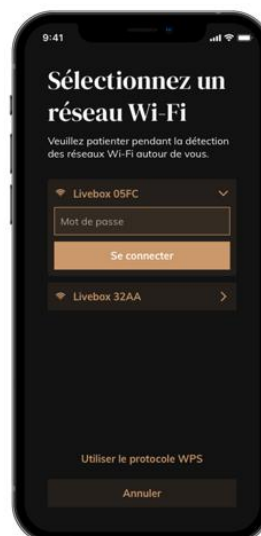 9:41
Sélectionnez un
réseau Wi-Fi
Veuillez patienter pendant la détection
des réseaux Wi-Fi autour de vous.
Livebox 05FC
Mot de passe
Se connecter
Livebox 32AA
Utiliser le protocole WPS
Annuler